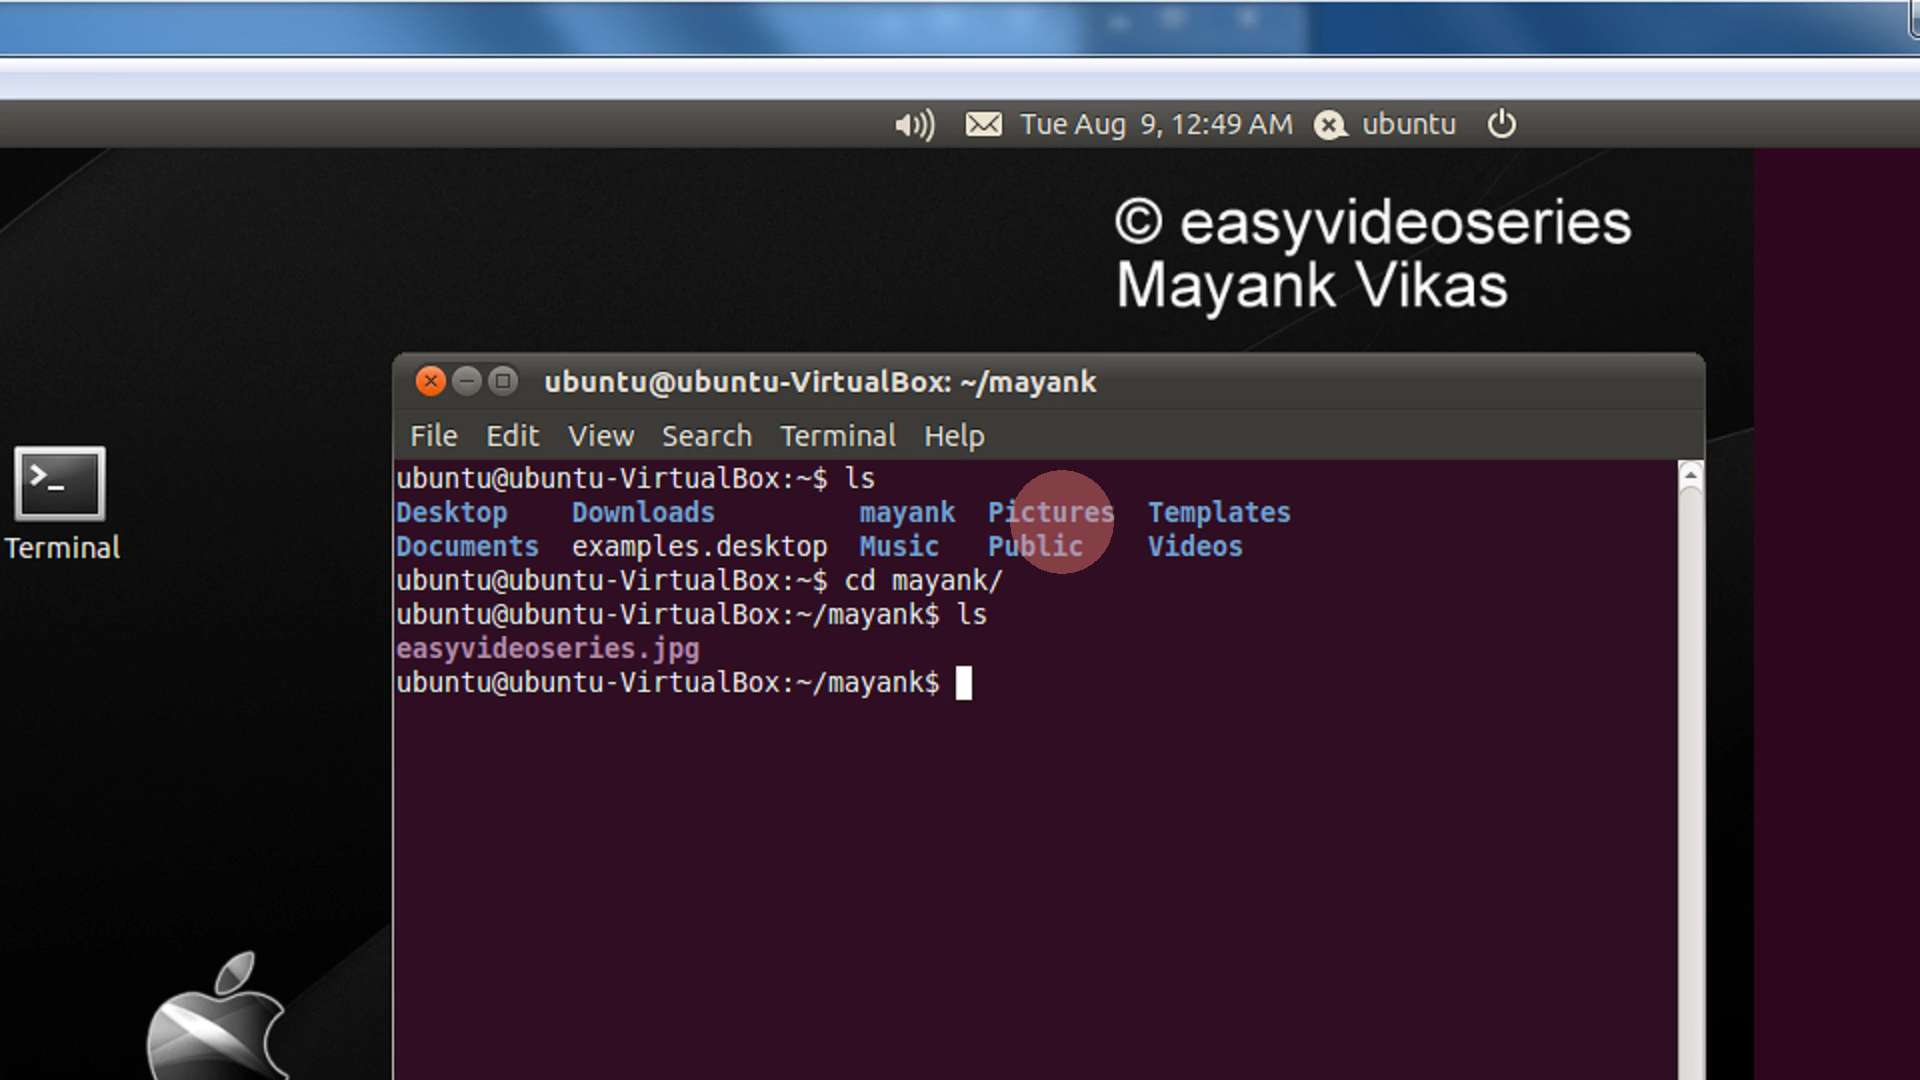 Tue Aug 9, 12:49 AM ubuntu
© easyvideoseries
Mayank Vikas
ubuntu@ubuntu-VirtualBox: ~/mayank
File Edit View Search Terminal Help
ubuntu@ubuntu-VirtualBox:~$ ls
Desktop Downloads mayank Pictures Templates
Documents examples.desktop Music Public Videos
ubuntu@ubuntu-VirtualBox:~$ cd mayank/
ubuntu@ubuntu-VirtualBox:~/mayank$ ls
easyvideoseries.jpg
ubuntu@ubuntu-VirtualBox:~/mayank$
Terminal